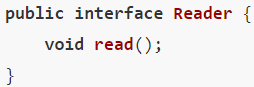 public interface Reader {
    void read();
}